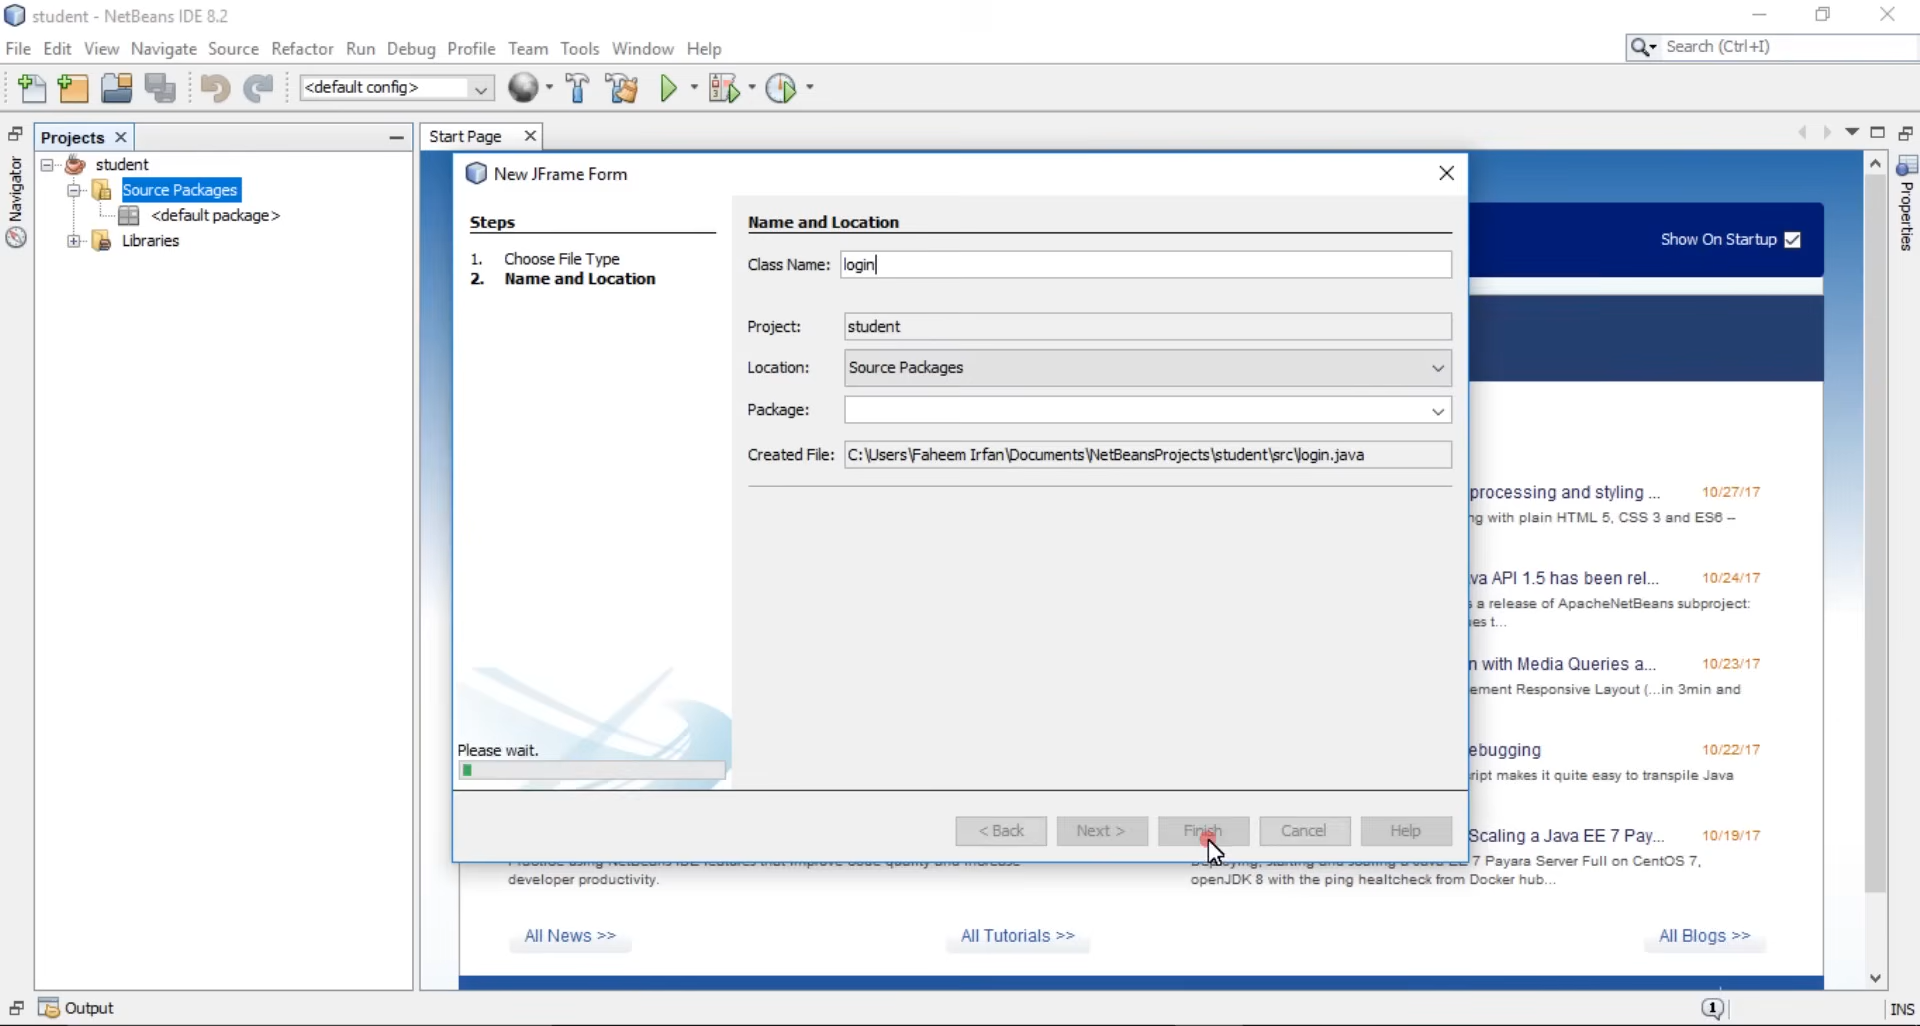 student - NetBeans IDE 8.2
File Edit View Navigate Source Refactor Run Debug Profile Team Tools Window Help
Search (Ctrl+I)
<default config>
Projects
Start Page
Navigator
Properties
student
Source Packages
<default package>
Libraries
New JFrame Form
Steps
1. Choose File Type
2. Name and Location
Name and Location
Class Name: login
Project: student
Location: Source Packages
Package:
Created File: C:\Users\Faheem Irfan\Documents\NetBeansProjects\student\src\login.java
Please wait.
< Back Next > Finish Cancel Help
Show On Startup
processing and styling ... 10/27/17
ng with plain HTML 5, CSS 3 and ES6 –
va API 1.5 has been rel... 10/24/17
s a release of ApacheNetBeans subproject:
es t...
n with Media Queries a... 10/23/17
ement Responsive Layout (...in 3min and
ebugging 10/22/17
ript makes it quite easy to transpile Java
Scaling a Java EE 7 Pay... 10/19/17
7 Payara Server Full on CentOS 7,
developer productivity.
openJDK 8 with the ping healtcheck from Docker hub...
All News >> All Tutorials >> All Blogs >>
Output
1
INS